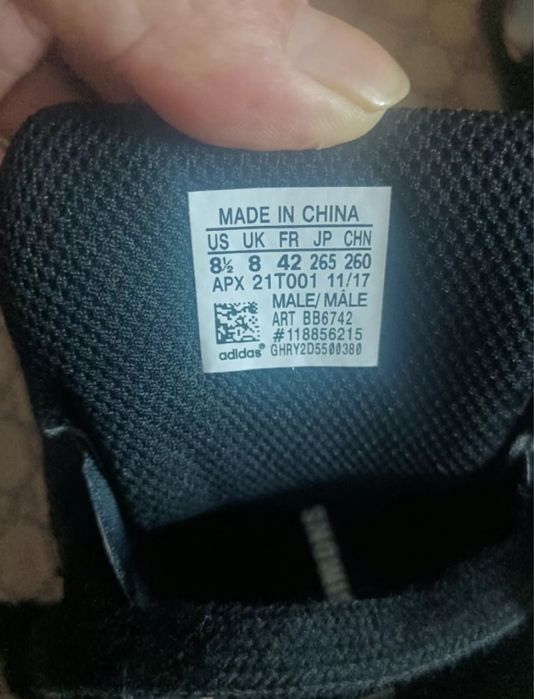 MADE IN CHINA
US UK FR JP CHN
8½ 8 42 265 260
APX 21T001 11/17
MALE/MÂLE
ART BB6742
#118856215
adidas® GHRY2D5500380